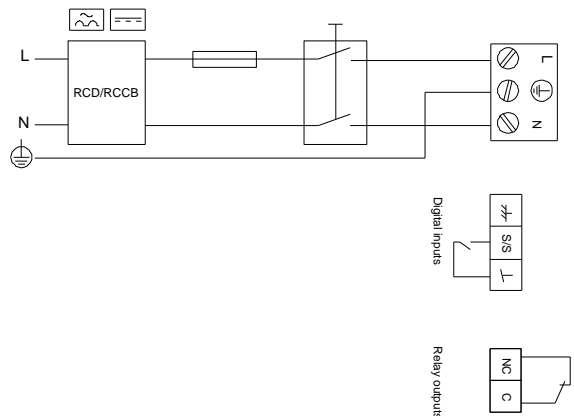 L
RCD/RCCB
N
L
N
Digital inputs
S/S
Relay outputs
NC
C